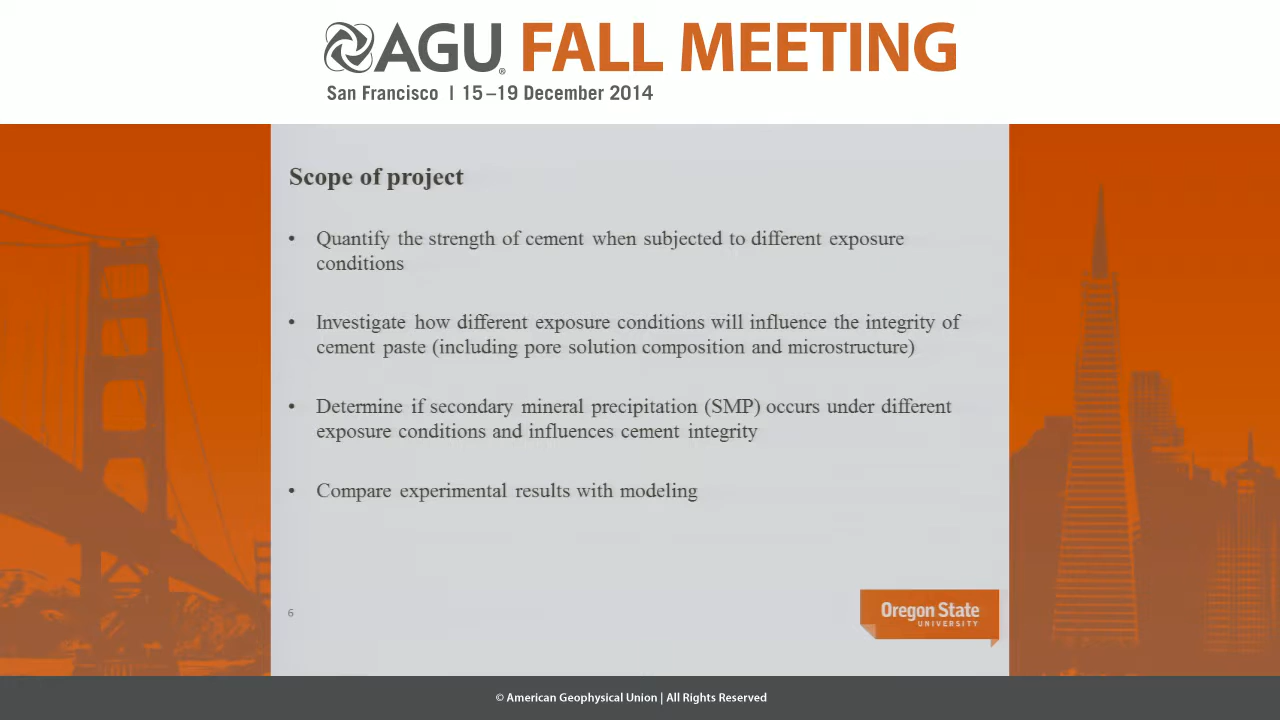 AGU® FALL MEETING
San Francisco | 15–19 December 2014
Scope of project
• Quantify the strength of cement when subjected to different exposure
conditions
• Investigate how different exposure conditions will influence the integrity of
cement paste (including pore solution composition and microstructure)
• Determine if secondary mineral precipitation (SMP) occurs under different
exposure conditions and influences cement integrity
• Compare experimental results with modeling
6
Oregon State
UNIVERSITY
© American Geophysical Union | All Rights Reserved